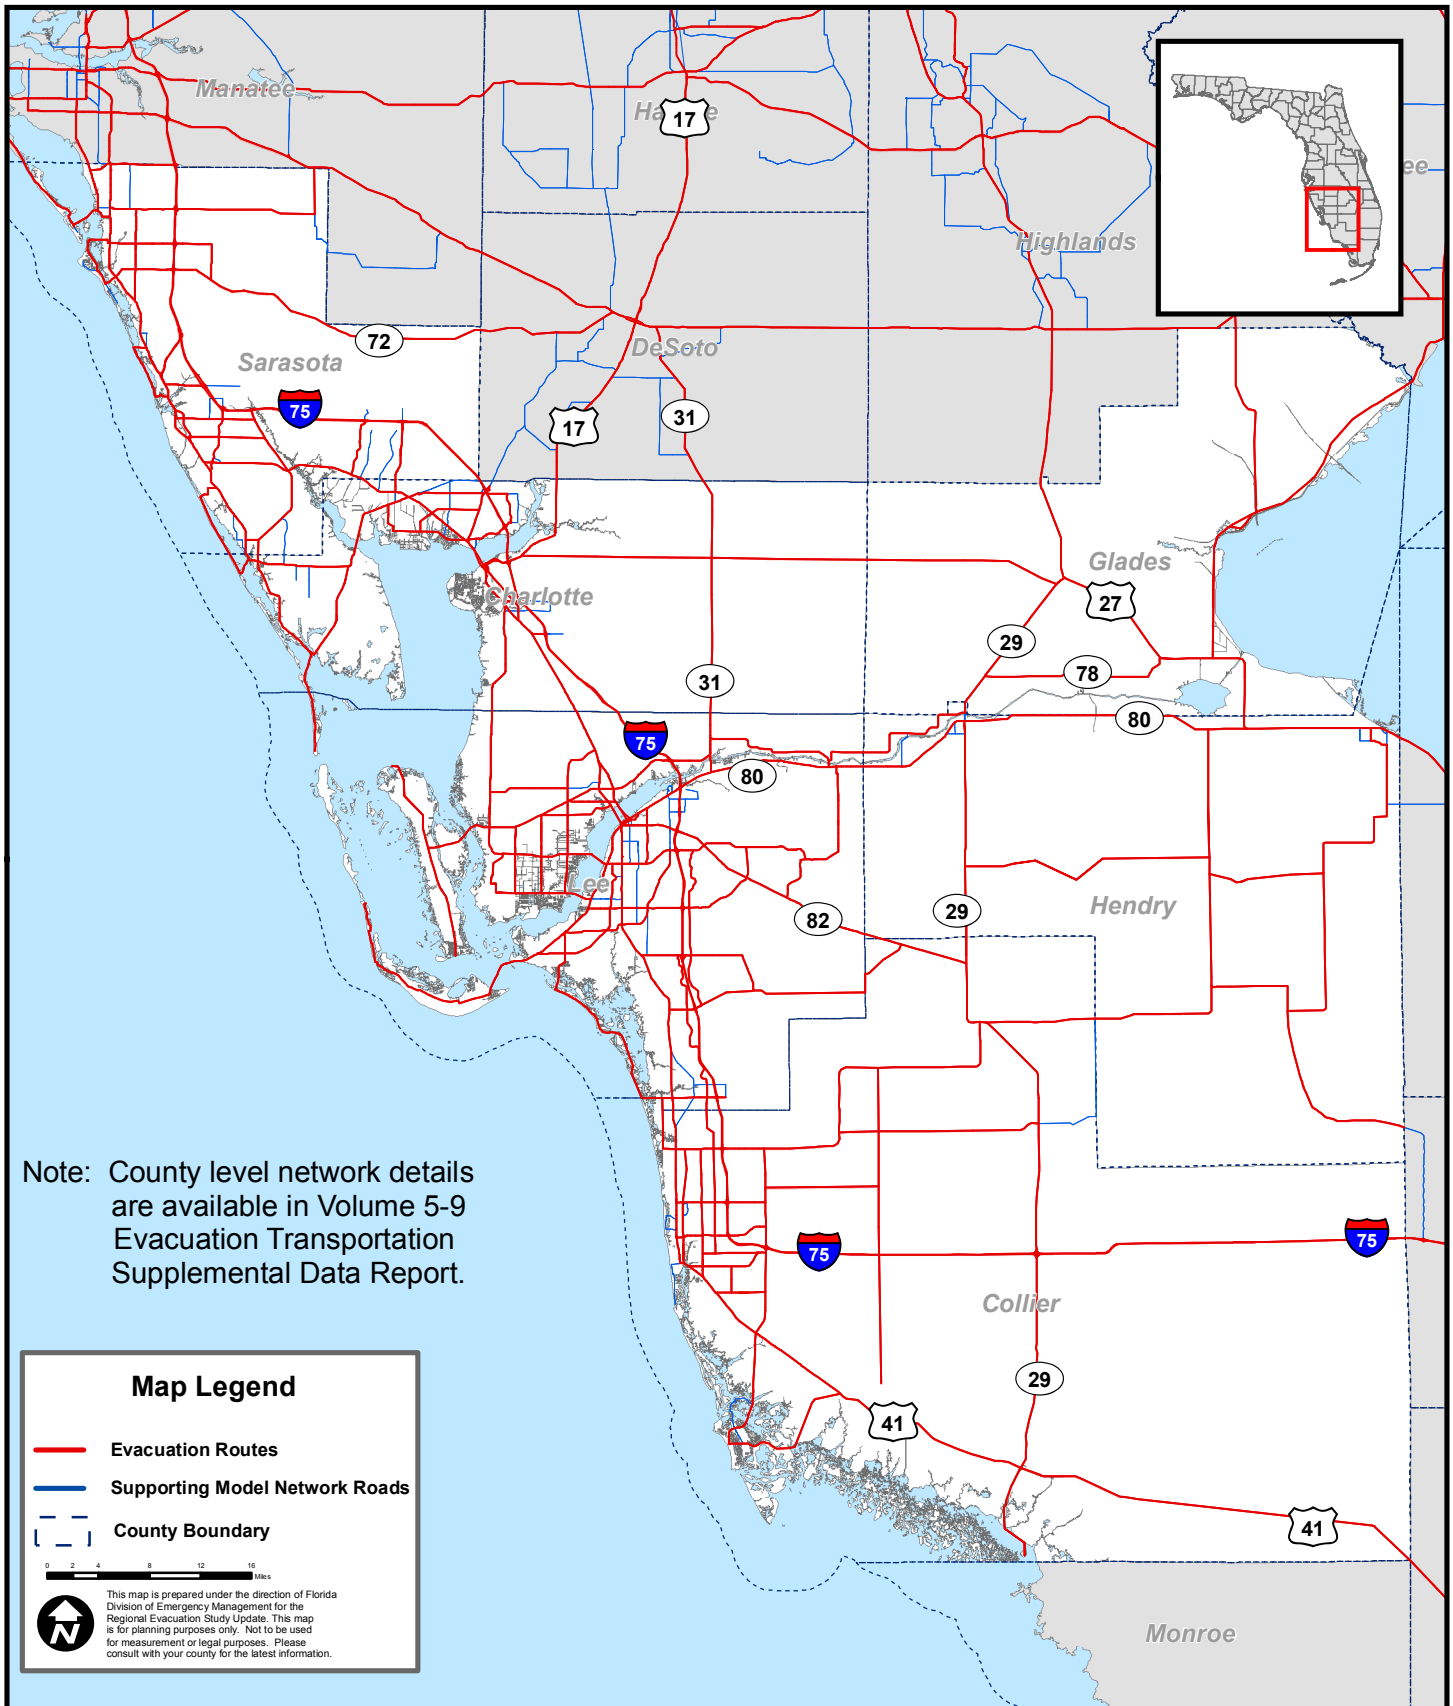 Manatee
17
Highlands
DeSoto
72
Sarasota
75
17
31
Glades
27
Charlotte
29
78
31
80
75
80
Lee
82
29
Hendry
Note: County level network details
are available in Volume 5-9
Evacuation Transportation
Supplemental Data Report.
75
75
Collier
29
41
41
Monroe
Map Legend
Evacuation Routes
Supporting Model Network Roads
County Boundary
0 2 4 8 12 16
Miles
N
This map is prepared under the direction of Florida
Division of Emergency Management for the
Regional Evacuation Study Update. This map
is for planning purposes only. Not to be used
for measurement or legal purposes. Please
consult with your county for the latest information.